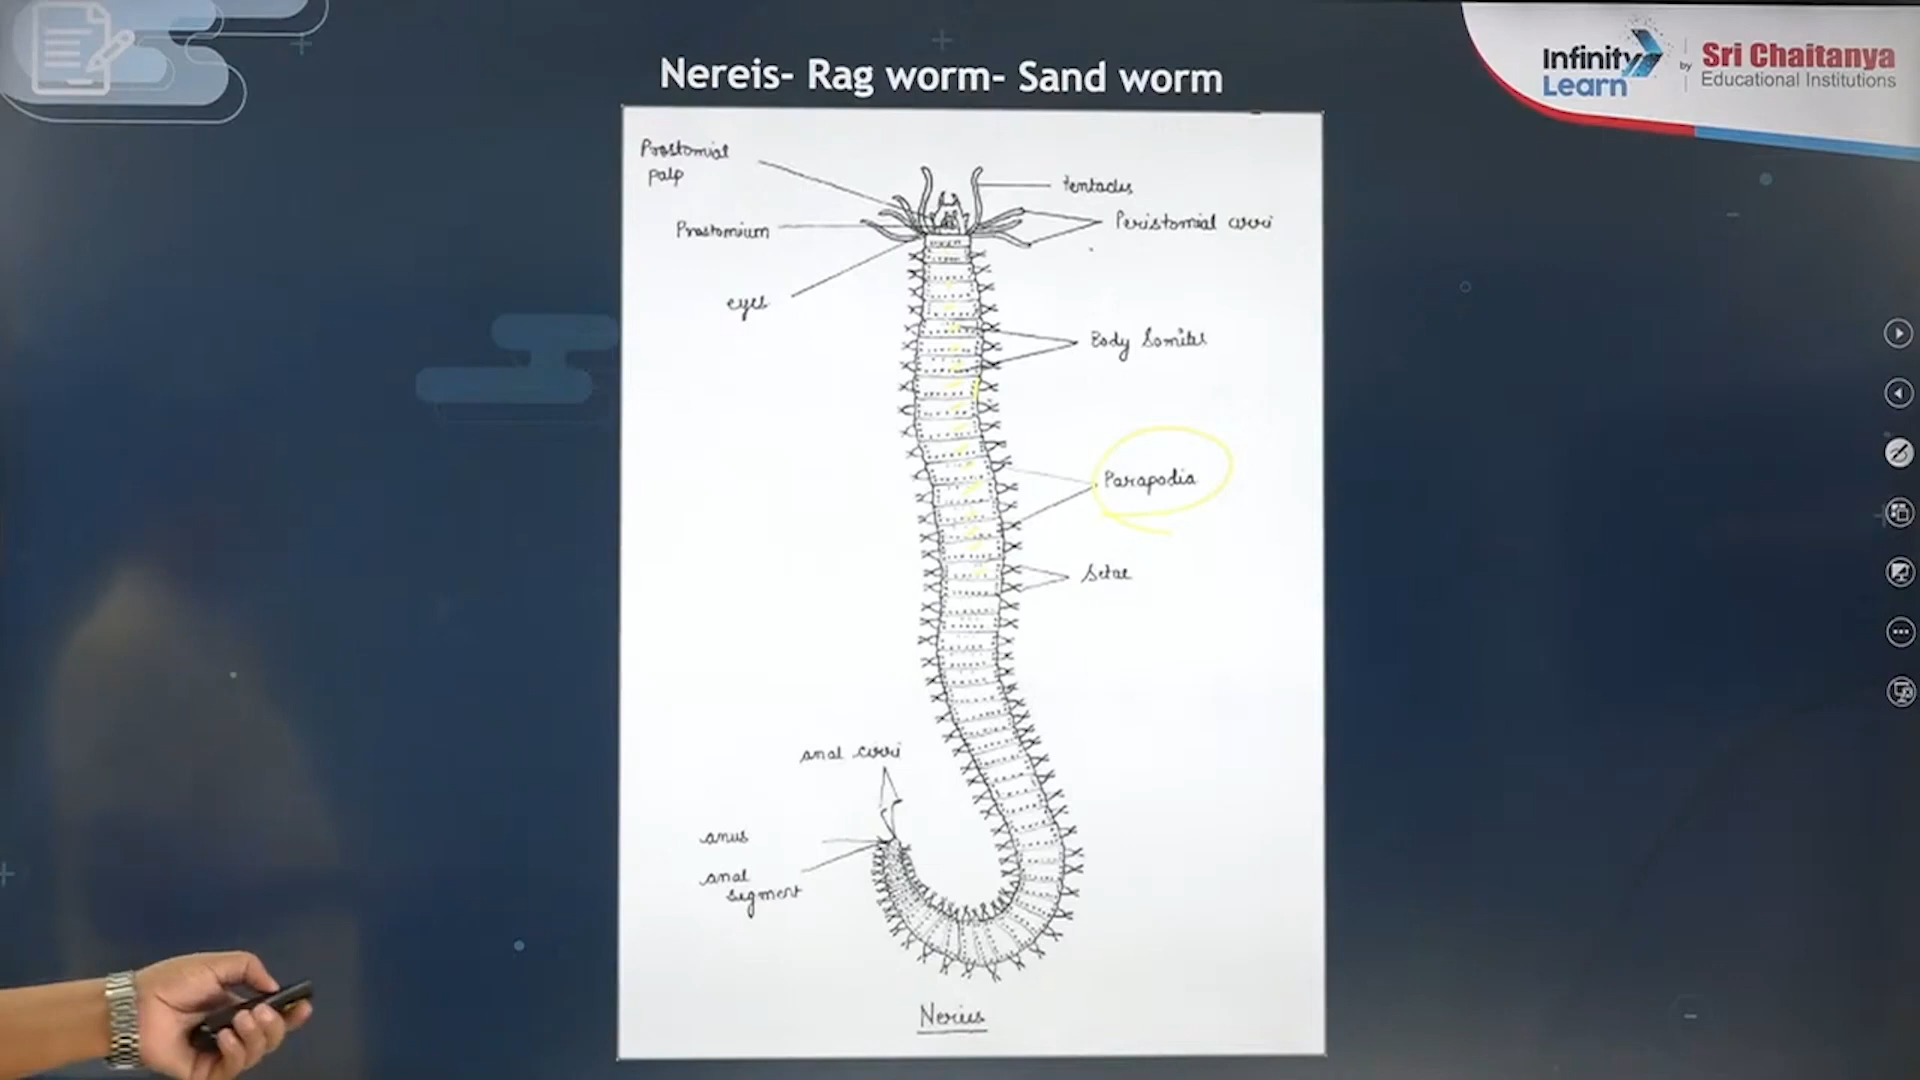 Nereis- Rag worm- Sand worm
Infinity Learn
by
Sri Chaitanya
Educational Institutions
Prostomial
palp
Tentacles
Prostomium
Peristomial cirri
eyes
Body Somites
Parapodia
Setae
anal cirri
anus
anal
segment
Nerius